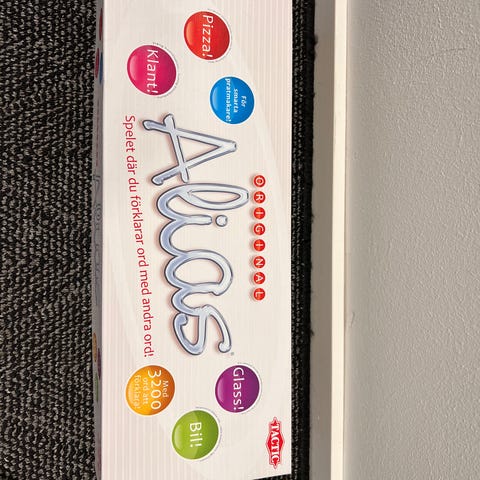 Pizza!
Klant!
För
smarta
pratmakare!
ORIGINAL
Alias®
Spelet där du förklarar ord med andra ord!
Glass!
Med
3200
ord att
förklara!
Bil!
TACTIC